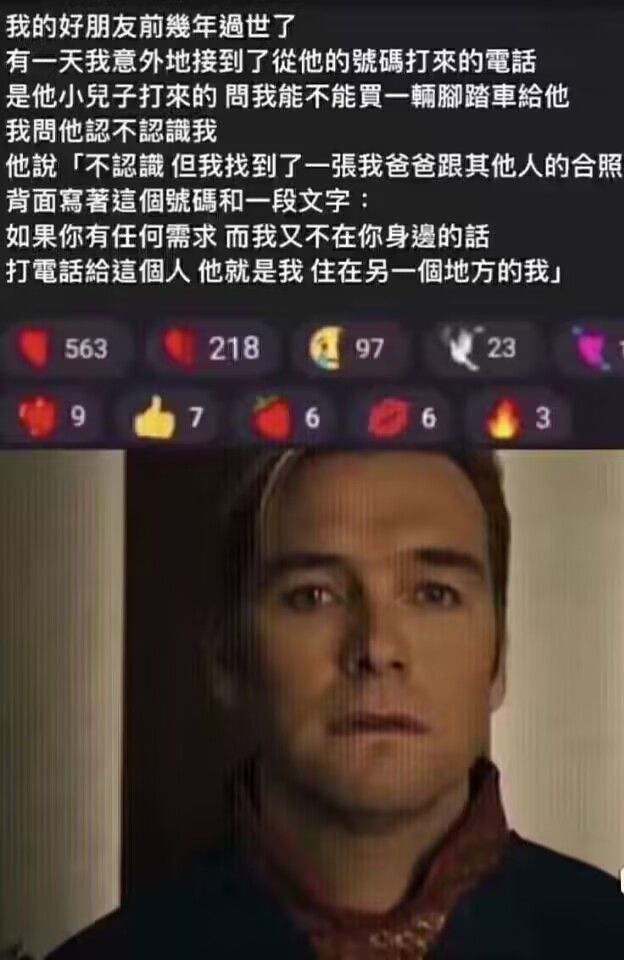 我的好朋友前幾年過世了
有一天我意外地接到了從他的號碼打來的電話
是他小兒子打來的 問我能不能買一輛腳踏車給他
我問他認不認識我
他說「不認識 但我找到了一張我爸爸跟其他人的合照
背面寫著這個號碼和一段文字：
如果你有任何需求 而我又不在你身邊的話
打電話給這個人 他就是我 住在另一個地方的我」
563 218 97 23
9 7 6 6 3